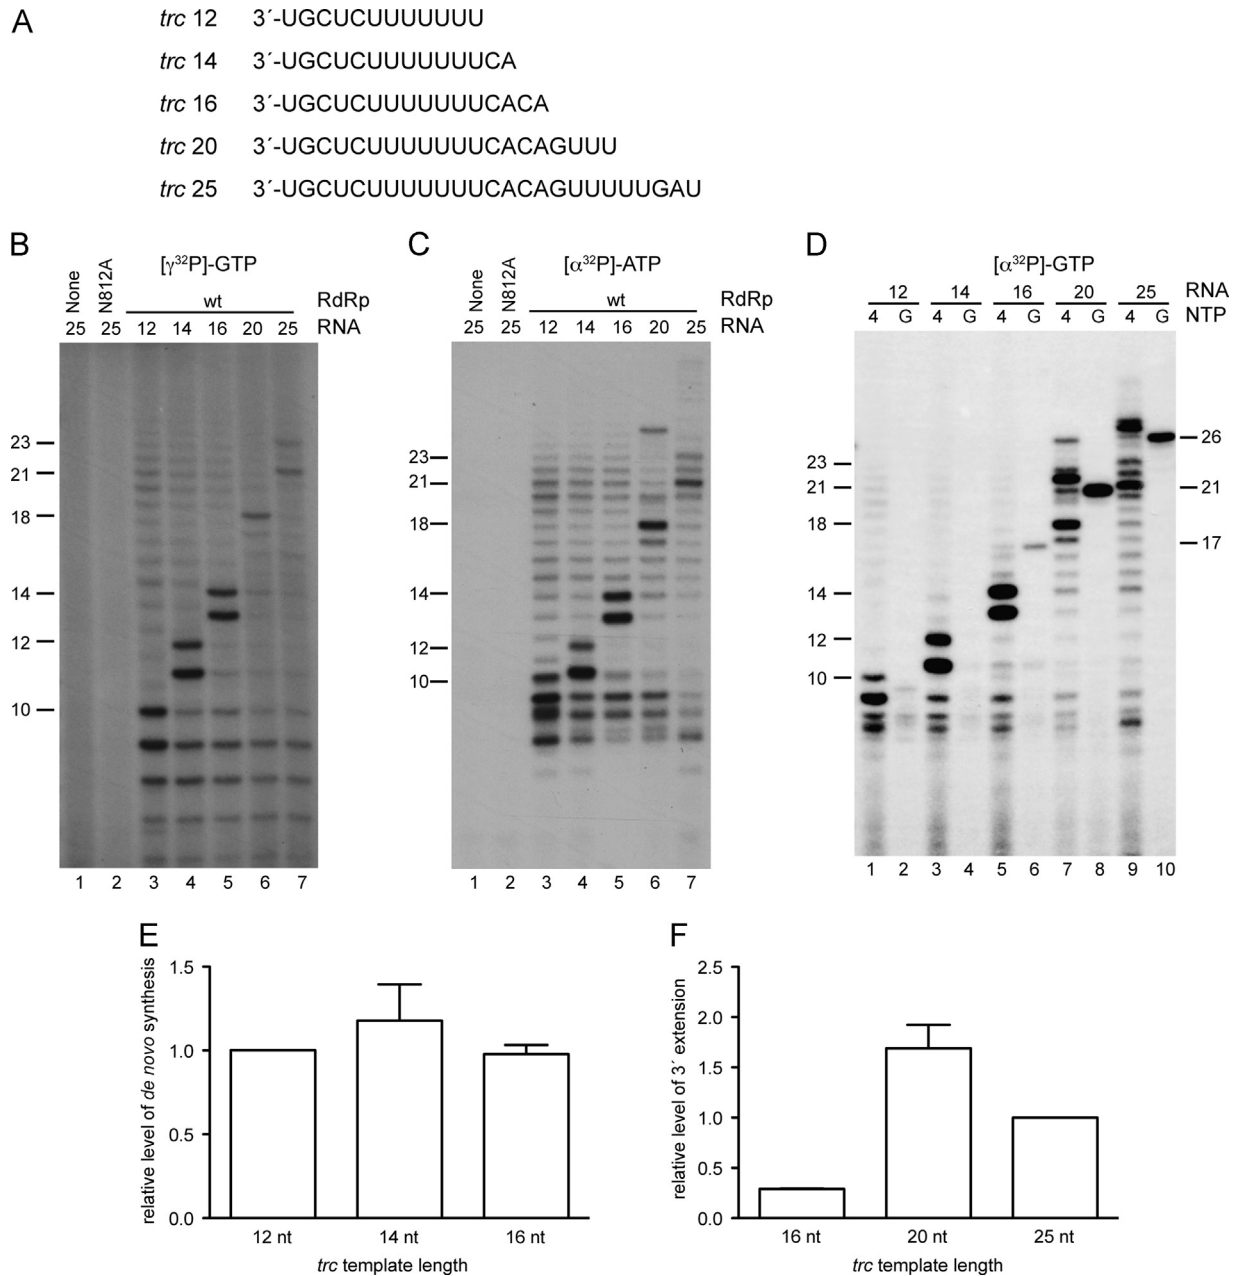 A
trc 12 3´-UGCUCUUUUUUU
trc 14 3´-UGCUCUUUUUUUCA
trc 16 3´-UGCUCUUUUUUUCACA
trc 20 3´-UGCUCUUUUUUUCACAGUUU
trc 25 3´-UGCUCUUUUUUUCACAGUUUUUGAU
B
[γ32P]-GTP
None N812A wt RdRp
25 25 12 14 16 20 25 RNA
23
21
18
14
12
10
1 2 3 4 5 6 7
C
[α32P]-ATP
None N812A wt RdRp
25 25 12 14 16 20 25 RNA
23
21
18
14
12
10
1 2 3 4 5 6 7
D
[α32P]-GTP
12 14 16 20 25 RNA
4 G 4 G 4 G 4 G 4 G NTP
23
21
18
14
12
10
26
21
17
1 2 3 4 5 6 7 8 9 10
E
relative level of de novo synthesis
1.5
1.0
0.5
0.0
12 nt 14 nt 16 nt
trc template length
F
relative level of 3´ extension
2.5
2.0
1.5
1.0
0.5
0.0
16 nt 20 nt 25 nt
trc template length